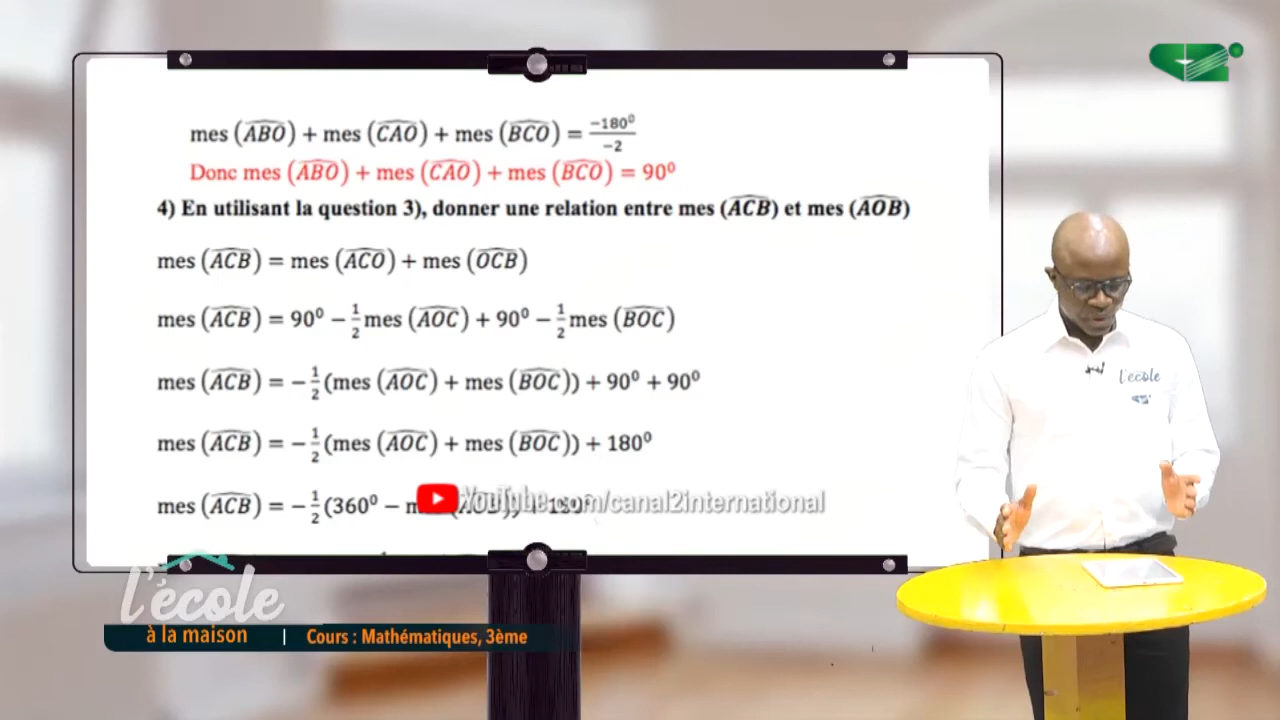 mes (ABO) + mes (CAO) + mes (BCO) = −180⁰/−2
Donc mes (ABO) + mes (CAO) + mes (BCO) = 90⁰
4) En utilisant la question 3), donner une relation entre mes (ACB) et mes (AOB)
mes (ACB) = mes (ACO) + mes (OCB)
mes (ACB) = 90⁰ − 1/2 mes (AOC) + 90⁰ − 1/2 mes (BOC)
mes (ACB) = − 1/2 (mes (AOC) + mes (BOC)) + 90⁰ + 90⁰
mes (ACB) = − 1/2 (mes (AOC) + mes (BOC)) + 180⁰
mes (ACB) = − 1/2 (360⁰ −
YouTube.com/canal2international
l'école
l'école
à la maison | Cours : Mathématiques, 3ème